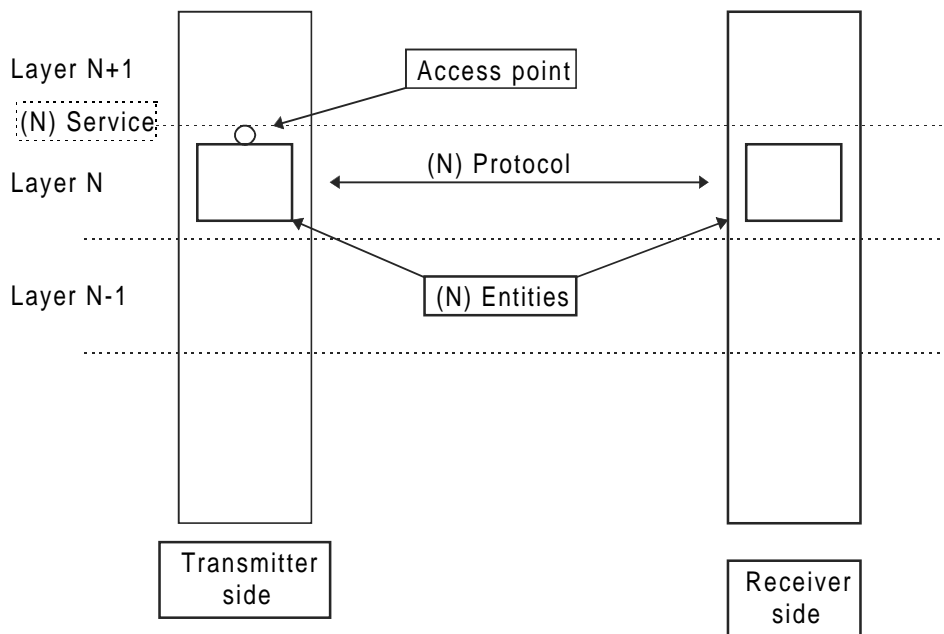 Layer N+1
Access point
(N) Service
(N) Protocol
Layer N
(N) Entities
Layer N-1
Transmitter
side
Receiver
side